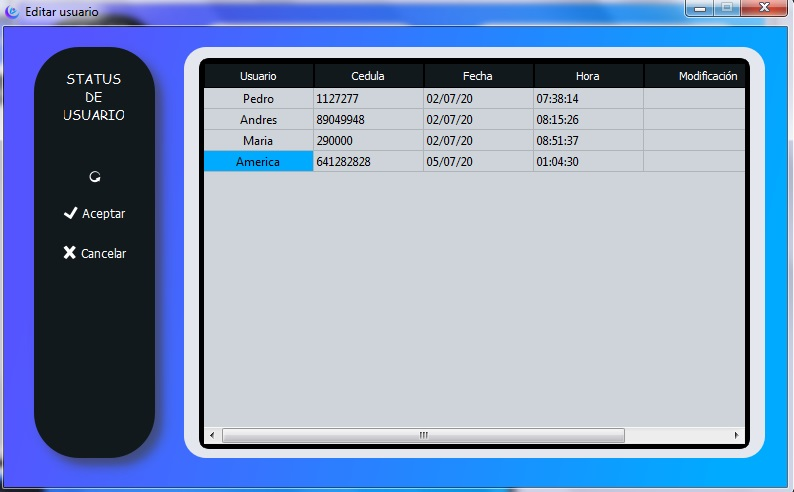 Editar usuario
STATUS
DE
USUARIO
Aceptar
Cancelar
Usuario Cedula Fecha Hora Modificación
Pedro 1127277 02/07/20 07:38:14
Andres 89049948 02/07/20 08:15:26
Maria 290000 02/07/20 08:51:37
America 641282828 05/07/20 01:04:30